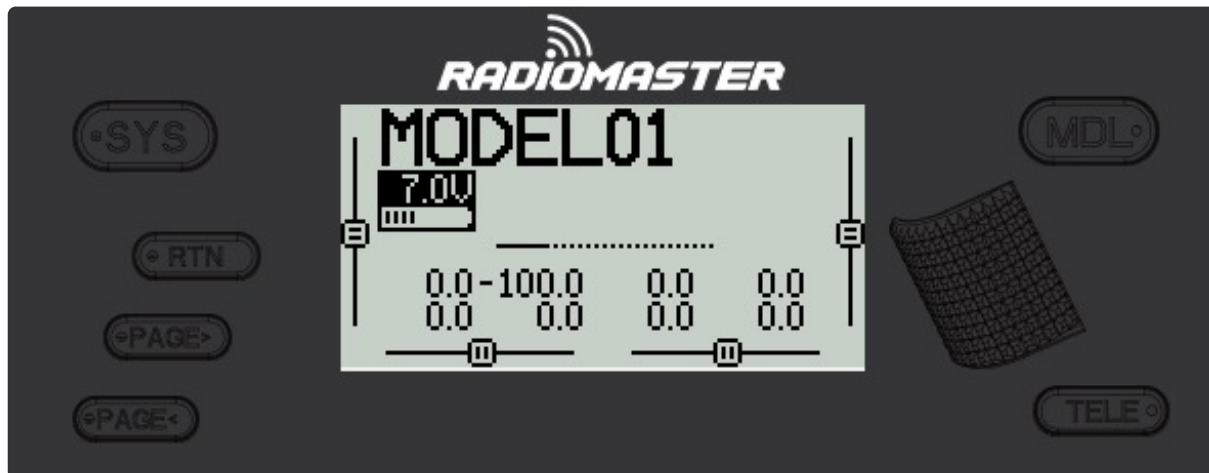 RADIOMASTER
SYS
MDL
MODEL01
7.0V
RTN
0.0 -100.0 0.0 0.0
0.0 0.0 0.0 0.0
PAGE>
PAGE<
TELE